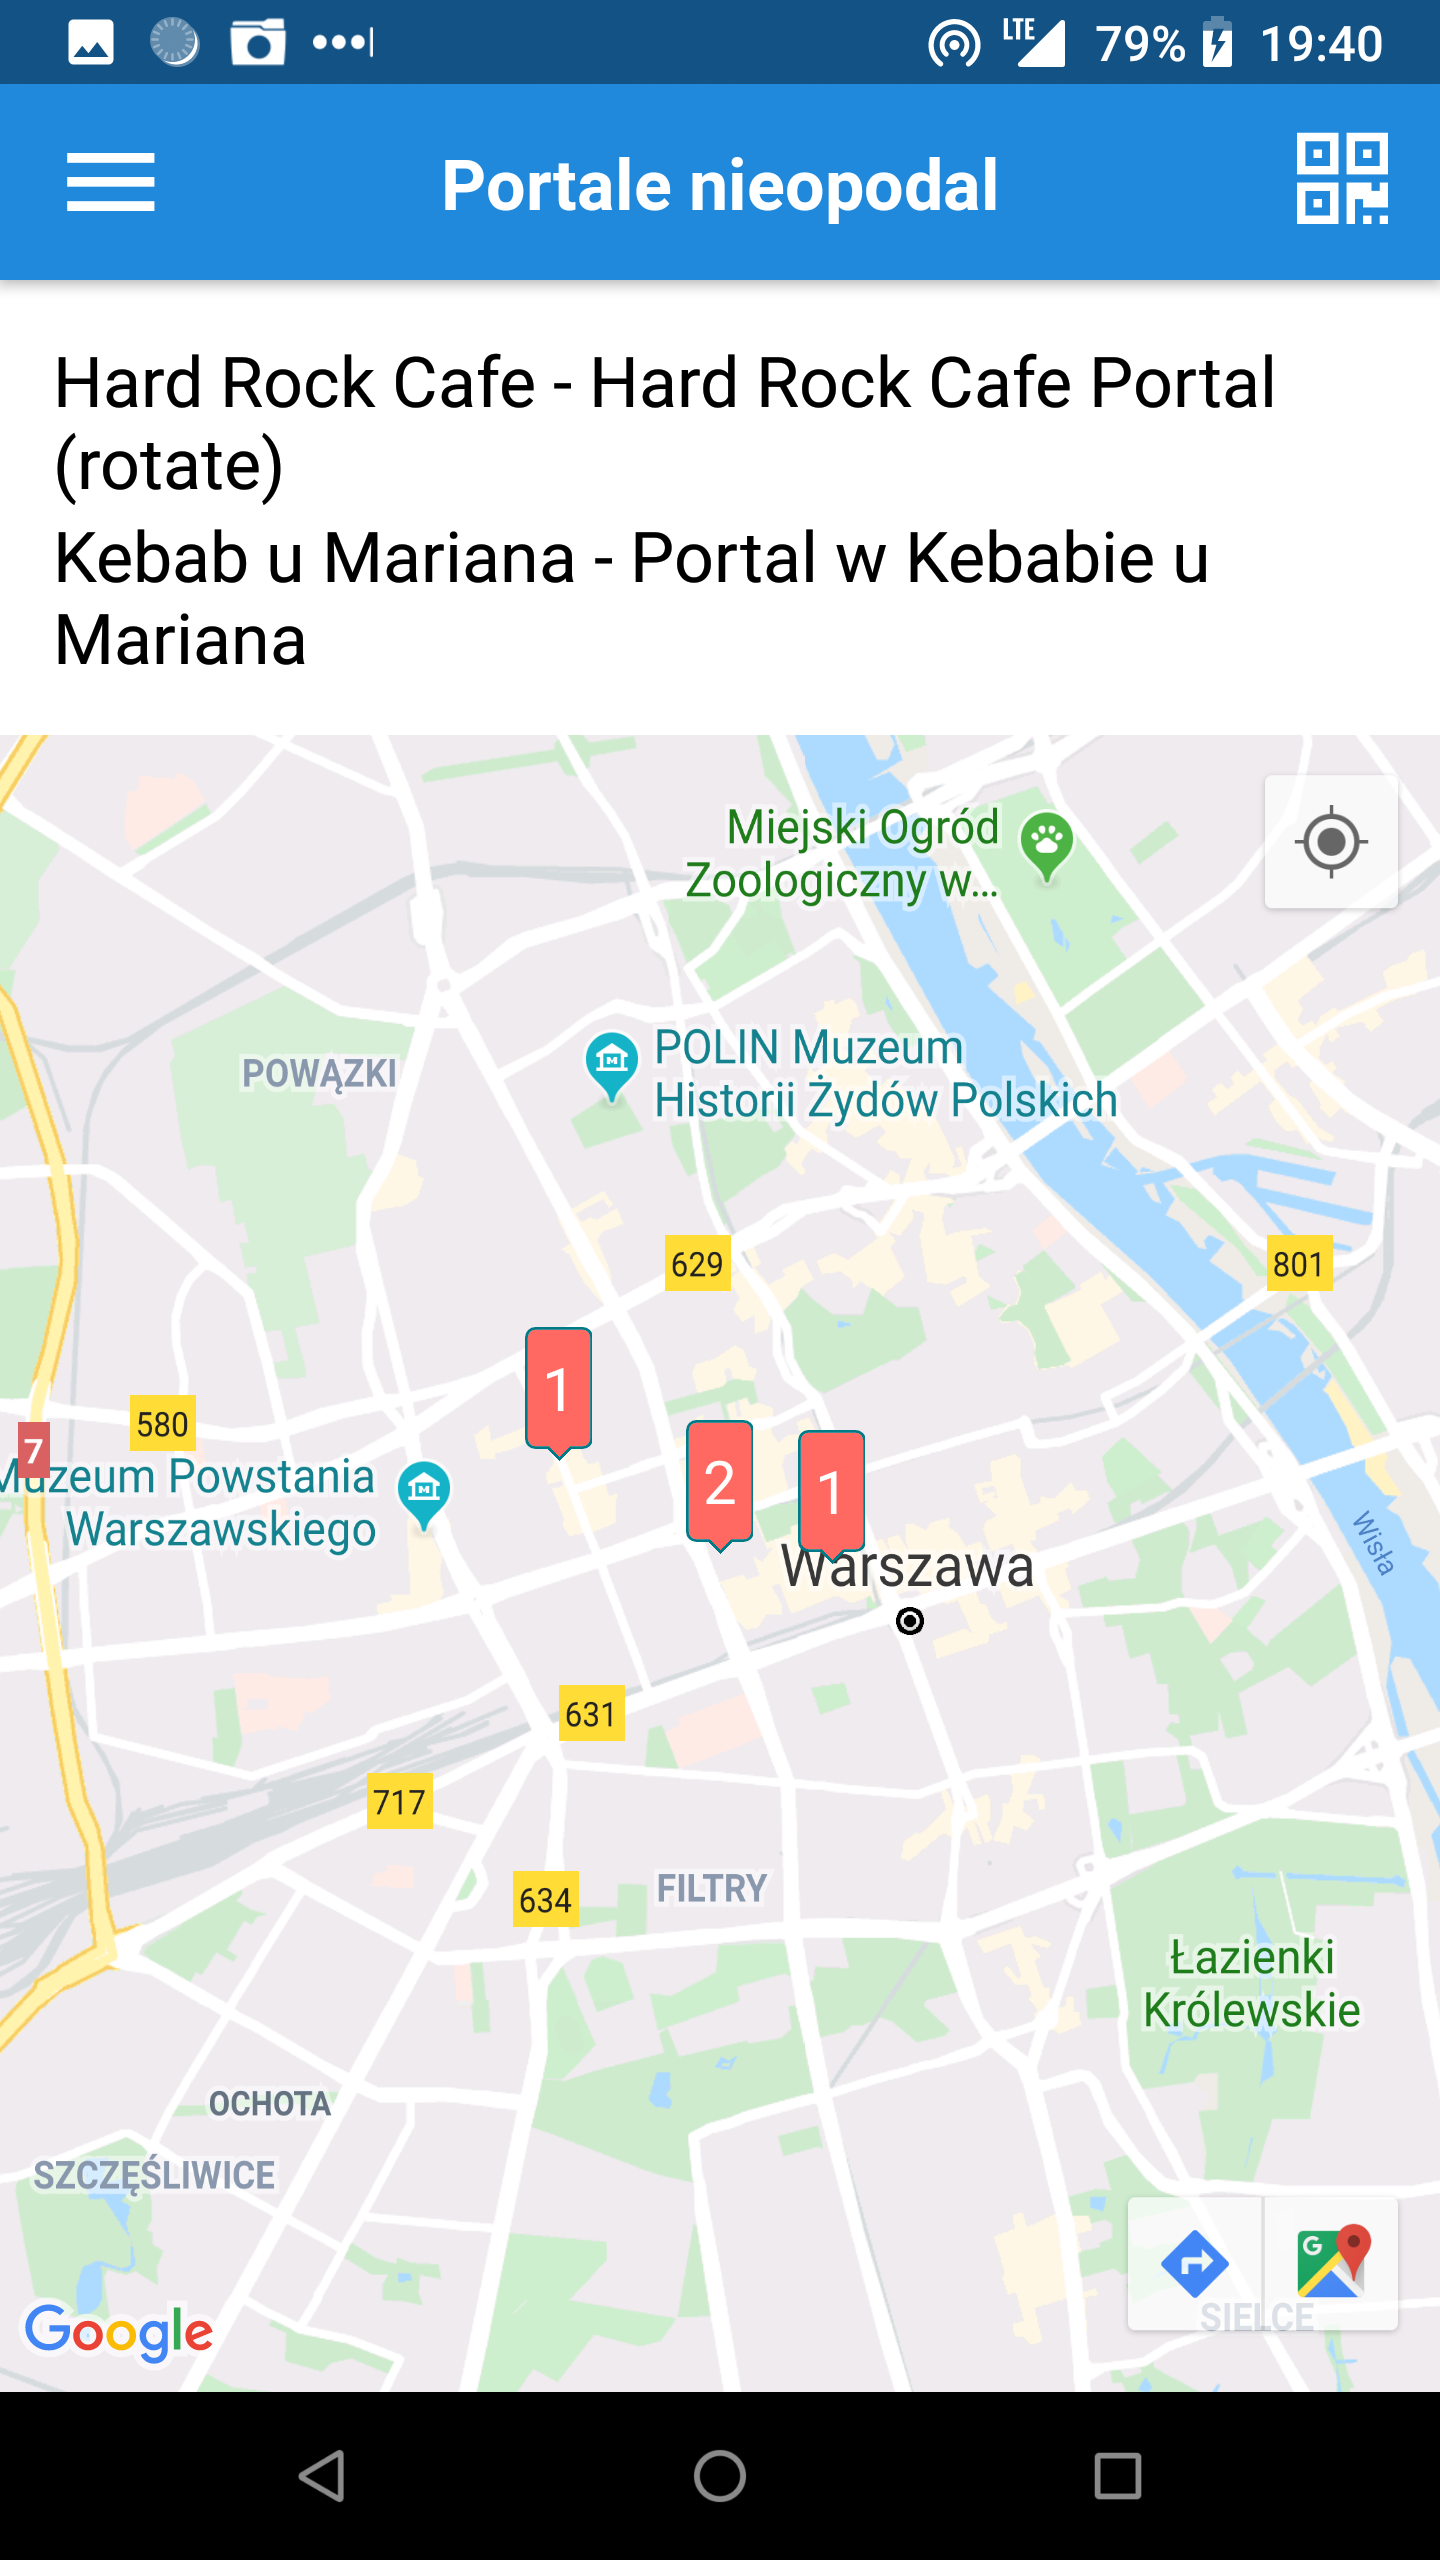 LTE 79% 19:40
Portale nieopodal
Hard Rock Cafe - Hard Rock Cafe Portal
(rotate)
Kebab u Mariana - Portal w Kebabie u
Mariana
Miejski Ogród
Zoologiczny w...
POLIN Muzeum
Historii Żydów Polskich
POWĄZKI
629
801
1
580
7
2
1
Muzeum Powstania
Warszawskiego
Warszawa
Wisła
631
717
634
FILTRY
Łazienki
Królewskie
OCHOTA
SZCZĘŚLIWICE
G
SIELCE
Google